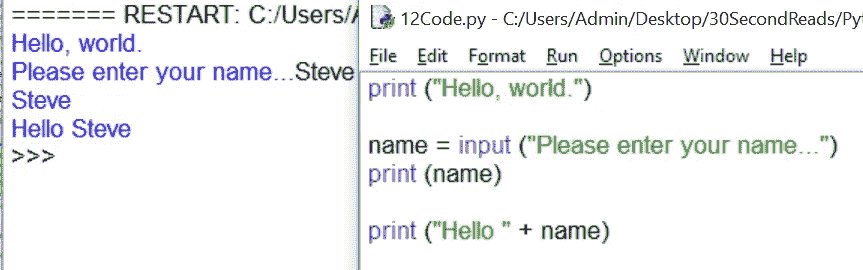 ======= RESTART: C:/Users/
Hello, world.
Please enter your name...Steve
Steve
Hello Steve
>>>
12Code.py - C:/Users/Admin/Desktop/30SecondReads/Py
File Edit Format Run Options Window Help
print ("Hello, world.")
name = input ("Please enter your name...")
print (name)
print ("Hello " + name)